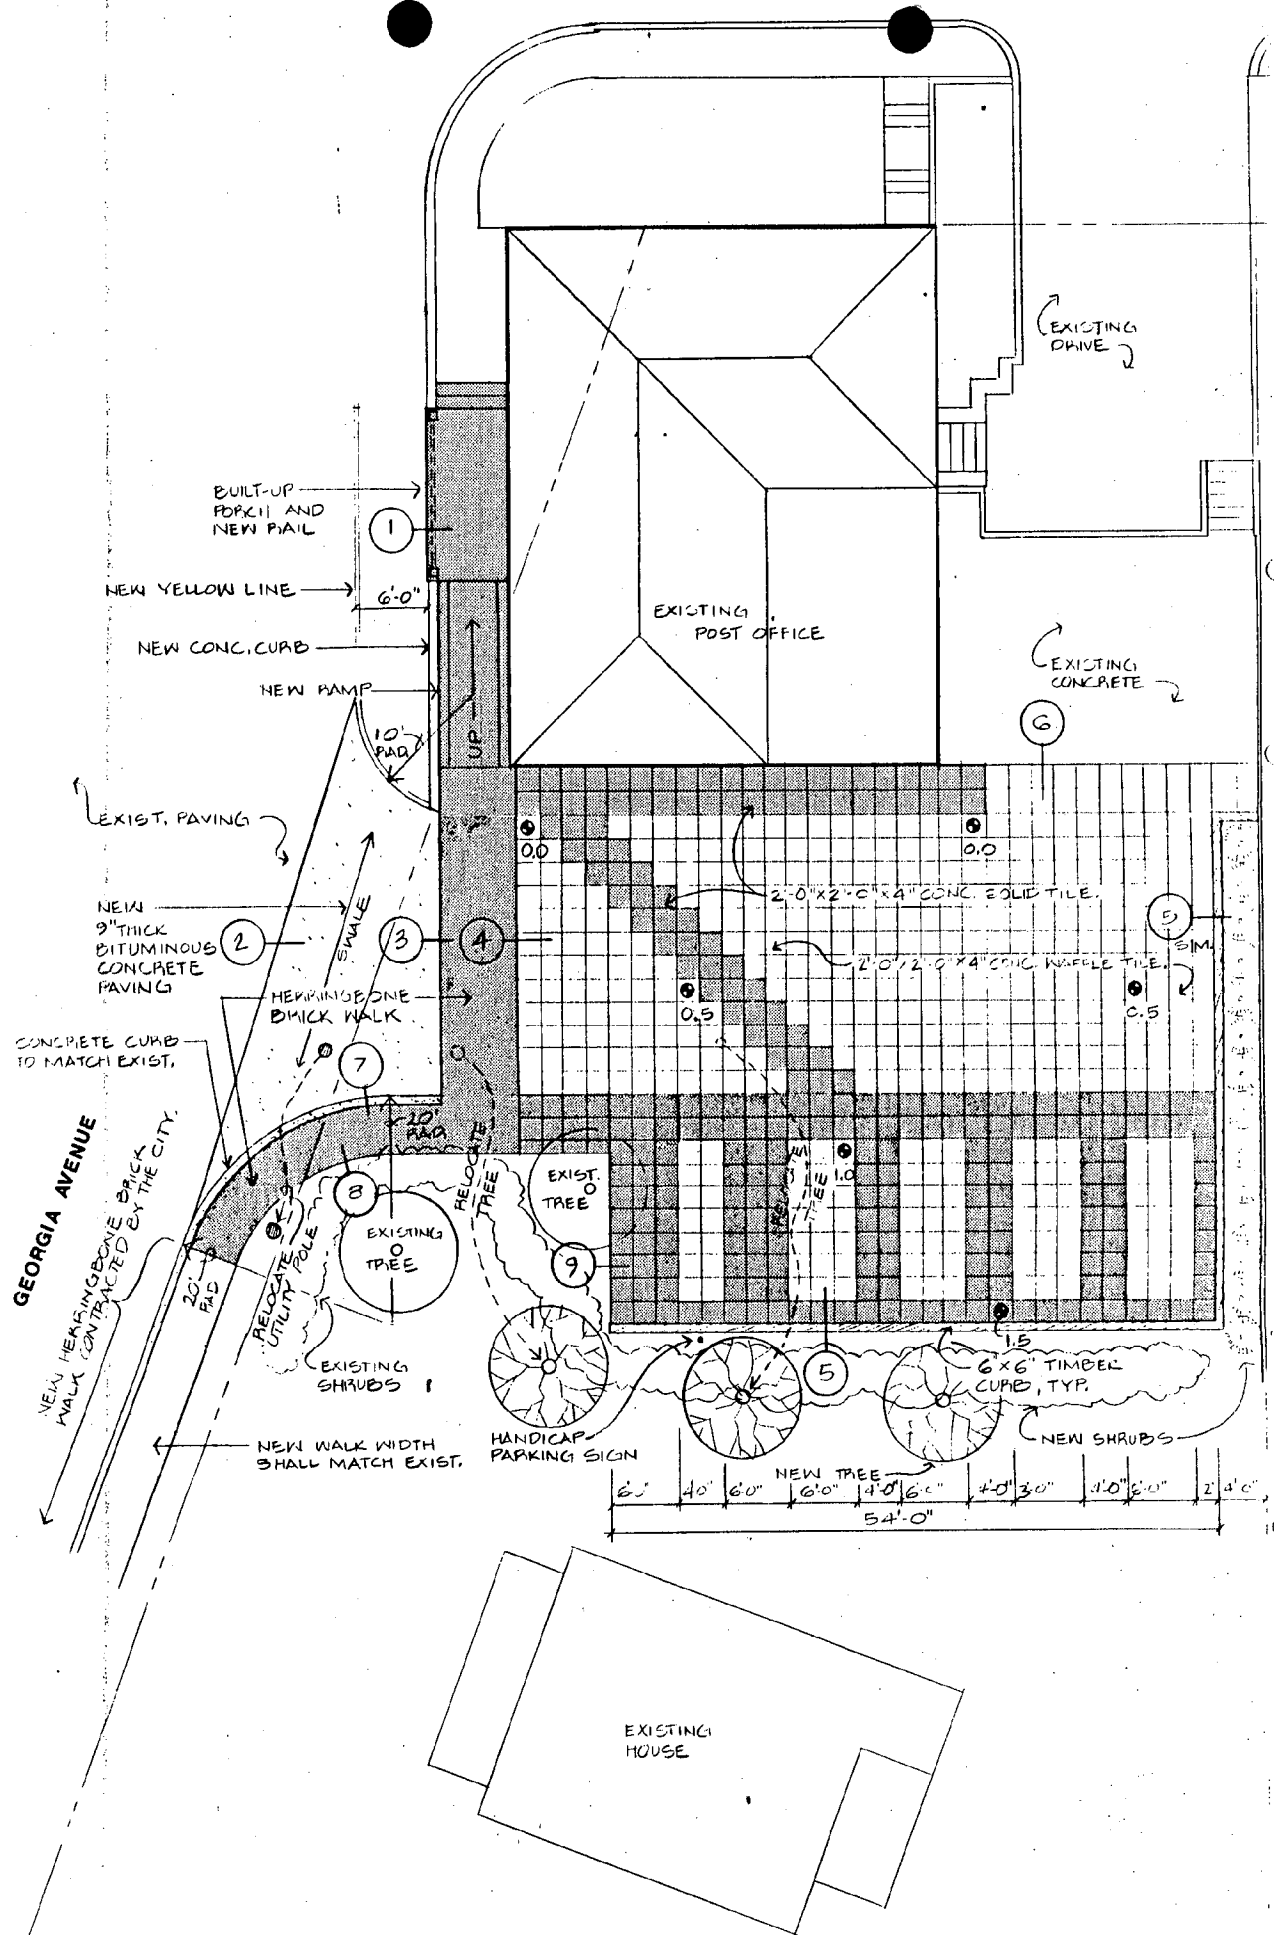 EXISTING
DRIVE
BUILT-UP
PORCH AND
NEW RAIL
1
NEW YELLOW LINE
6'-0"
EXISTING
POST OFFICE
NEW CONC. CURB
EXISTING
CONCRETE
NEW RAMP
UP
10'
RAD.
6
EXIST. PAVING
0.0
0.0
2'-0"X2'-0"X4" CONC. SOLID TILE.
NEW
9" THICK
BITUMINOUS
CONCRETE
PAVING
2
SWALE
3
4
5
SIM.
2'-0"X2'-0"X4" CONC. WAFFLE TILE.
HERRINGBONE
BRICK WALK
0.5
0.5
CONCRETE CURB
TO MATCH EXIST.
7
20'
RAD.
GEORGIA AVENUE
NEW HERRINGBONE BRICK
WALK CONTRACTED BY THE CITY.
8
RELOCATE
TREE
EXIST.
TREE
RELOCATE
TREE
1.0
EXISTING
TREE
9
20'
RAD
RELOCATE
UTILITY POLE
EXISTING
SHRUBS
5
1.5
6"X6" TIMBER
CURB, TYP.
NEW WALK WIDTH
SHALL MATCH EXIST.
HANDICAP
PARKING SIGN
NEW SHRUBS
NEW TREE
6'-0" 4'-0" 6'-0" 6'-0" 4'-0" 6'-0" 4'-0" 3'-0" 4'-0" 2' 4'-0"
54'-0"
EXISTING
HOUSE